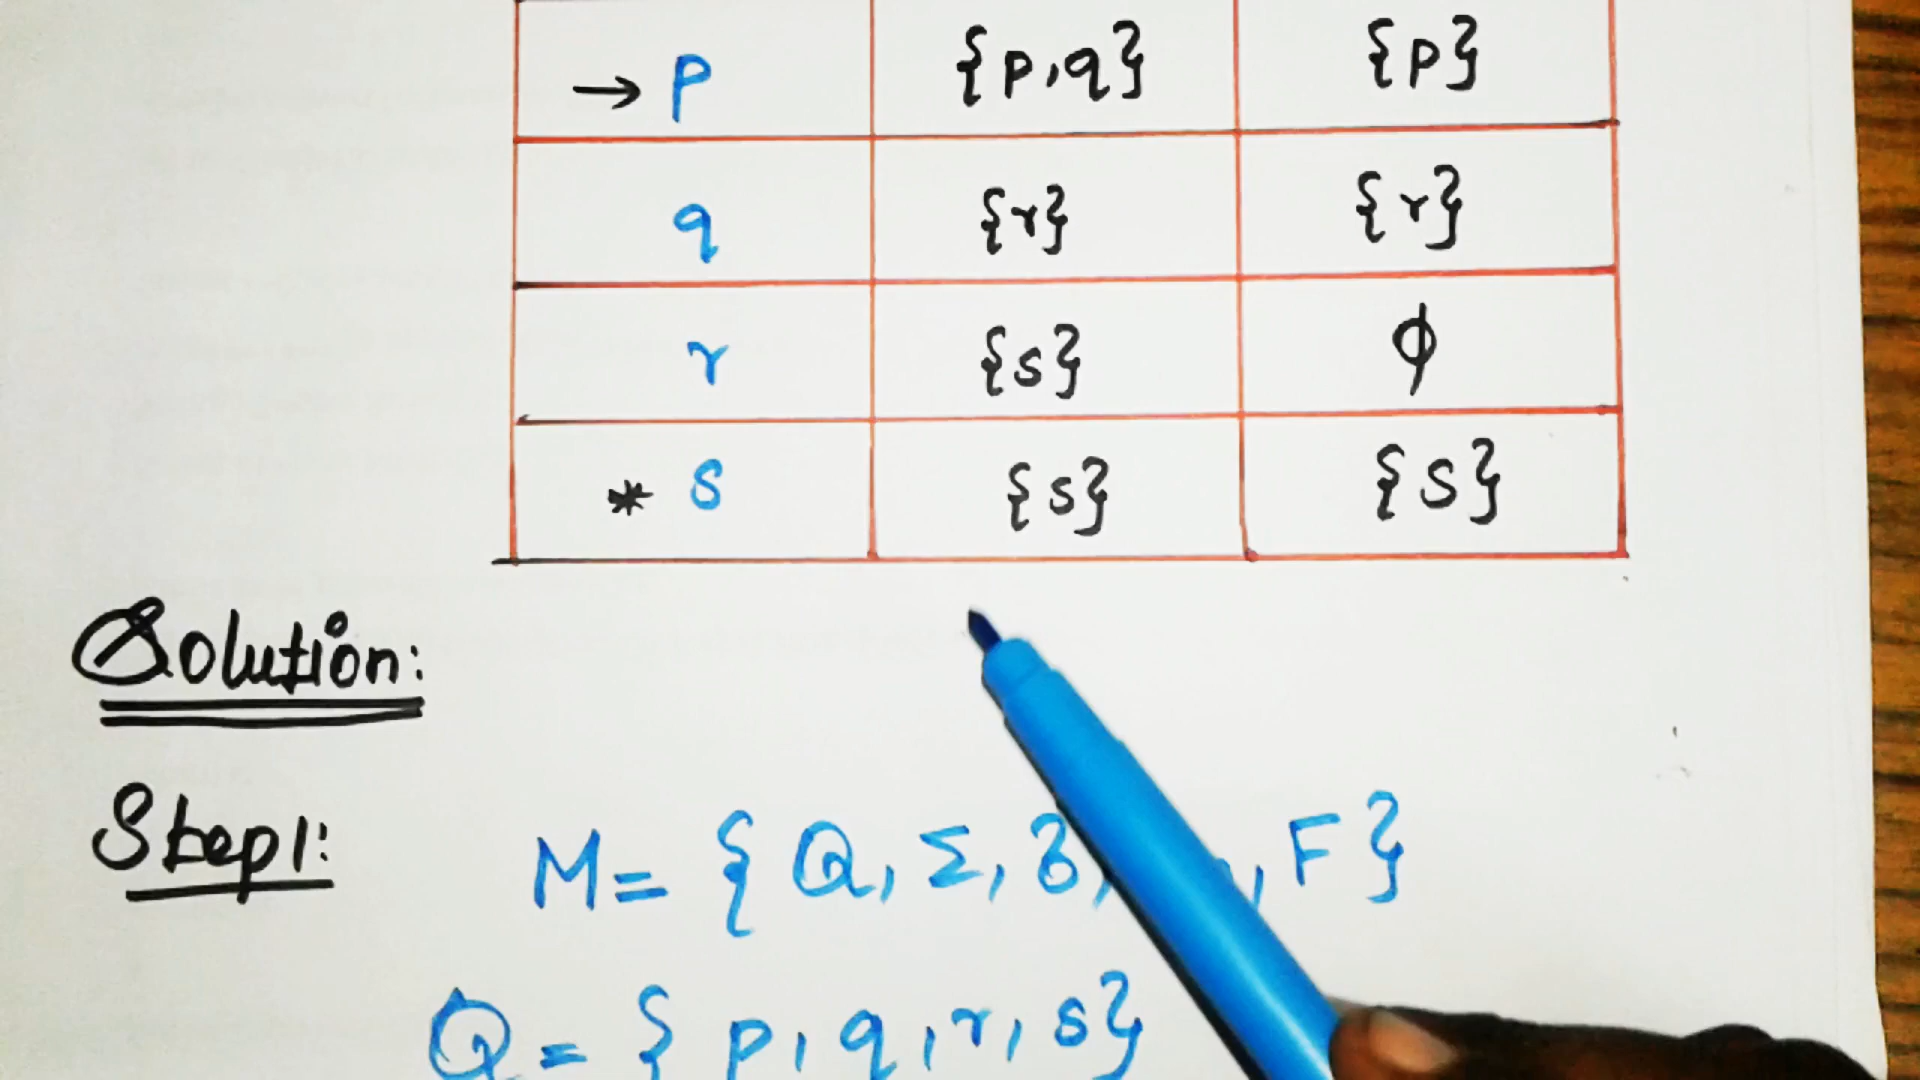 → p {p,q} {p}
q {r} {r}
r {s} ϕ
* s {s} {s}
Solution:
Step1:
M = { Q, Σ, δ, , F }
Q = { p, q, r, s}